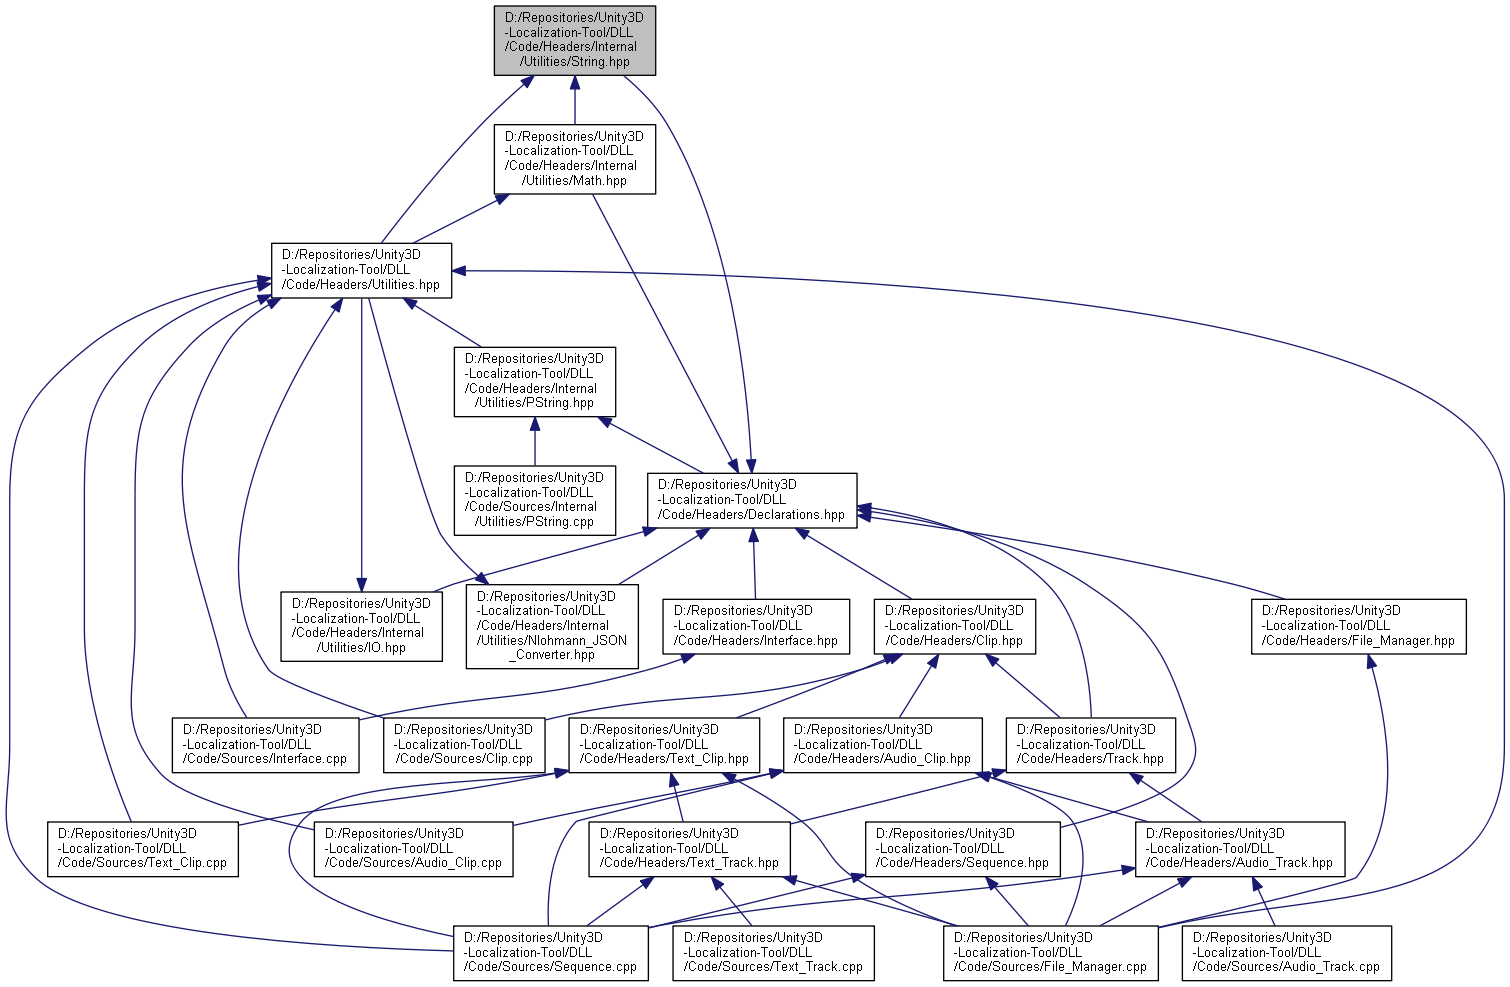 D:/Repositories/Unity3D
-Localization-Tool/DLL
/Code/Headers/Internal
/Utilities/String.hpp
D:/Repositories/Unity3D
-Localization-Tool/DLL
/Code/Headers/Internal
/Utilities/Math.hpp
D:/Repositories/Unity3D
-Localization-Tool/DLL
/Code/Headers/Utilities.hpp
D:/Repositories/Unity3D
-Localization-Tool/DLL
/Code/Headers/Internal
/Utilities/PString.hpp
D:/Repositories/Unity3D
-Localization-Tool/DLL
/Code/Sources/Internal
/Utilities/PString.cpp
D:/Repositories/Unity3D
-Localization-Tool/DLL
/Code/Headers/Declarations.hpp
D:/Repositories/Unity3D
-Localization-Tool/DLL
/Code/Headers/Internal
/Utilities/IO.hpp
D:/Repositories/Unity3D
-Localization-Tool/DLL
/Code/Headers/Internal
/Utilities/Nlohmann_JSON
_Converter.hpp
D:/Repositories/Unity3D
-Localization-Tool/DLL
/Code/Headers/Interface.hpp
D:/Repositories/Unity3D
-Localization-Tool/DLL
/Code/Headers/Clip.hpp
D:/Repositories/Unity3D
-Localization-Tool/DLL
/Code/Headers/File_Manager.hpp
D:/Repositories/Unity3D
-Localization-Tool/DLL
/Code/Sources/Interface.cpp
D:/Repositories/Unity3D
-Localization-Tool/DLL
/Code/Sources/Clip.cpp
D:/Repositories/Unity3D
-Localization-Tool/DLL
/Code/Headers/Text_Clip.hpp
D:/Repositories/Unity3D
-Localization-Tool/DLL
/Code/Headers/Audio_Clip.hpp
D:/Repositories/Unity3D
-Localization-Tool/DLL
/Code/Headers/Track.hpp
D:/Repositories/Unity3D
-Localization-Tool/DLL
/Code/Sources/Text_Clip.cpp
D:/Repositories/Unity3D
-Localization-Tool/DLL
/Code/Sources/Audio_Clip.cpp
D:/Repositories/Unity3D
-Localization-Tool/DLL
/Code/Headers/Text_Track.hpp
D:/Repositories/Unity3D
-Localization-Tool/DLL
/Code/Headers/Sequence.hpp
D:/Repositories/Unity3D
-Localization-Tool/DLL
/Code/Headers/Audio_Track.hpp
D:/Repositories/Unity3D
-Localization-Tool/DLL
/Code/Sources/Sequence.cpp
D:/Repositories/Unity3D
-Localization-Tool/DLL
/Code/Sources/Text_Track.cpp
D:/Repositories/Unity3D
-Localization-Tool/DLL
/Code/Sources/File_Manager.cpp
D:/Repositories/Unity3D
-Localization-Tool/DLL
/Code/Sources/Audio_Track.cpp